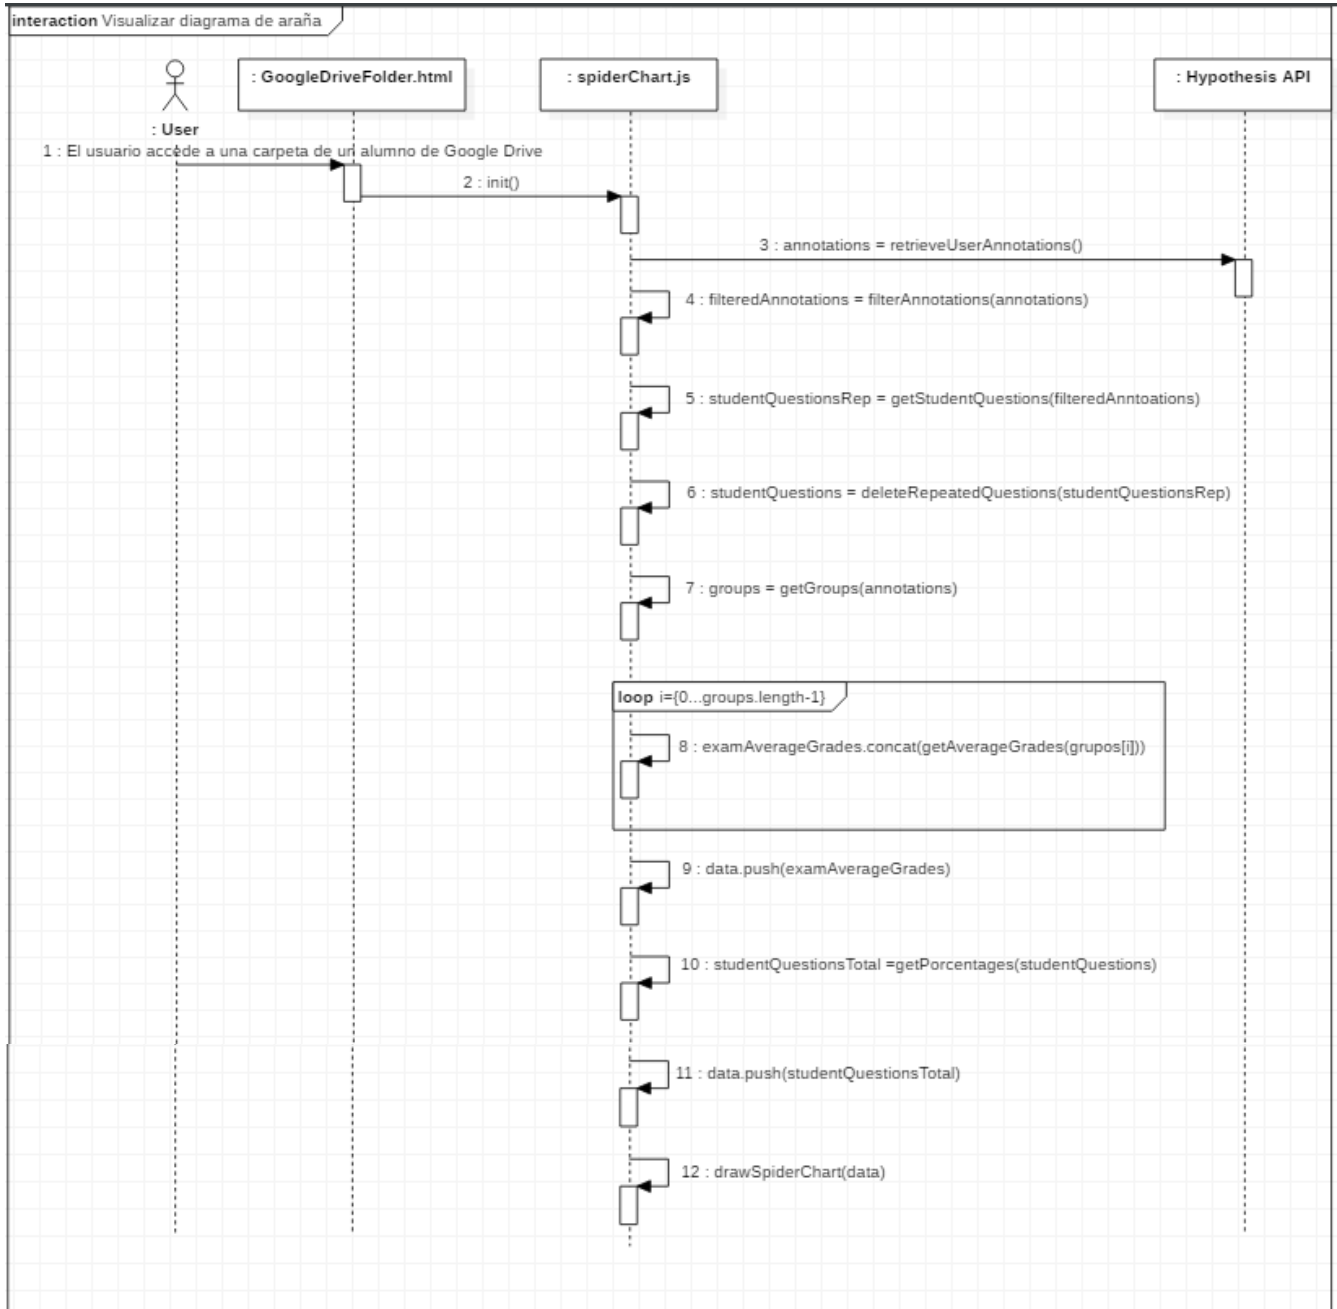 interaction Visualizar diagrama de araña
: GoogleDriveFolder.html
: spiderChart.js
: Hypothesis API
: User
1 : El usuario accede a una carpeta de un alumno de Google Drive
2 : init()
3 : annotations = retrieveUserAnnotations()
4 : filteredAnnotations = filterAnnotations(annotations)
5 : studentQuestionsRep = getStudentQuestions(filteredAnntoations)
6 : studentQuestions = deleteRepeatedQuestions(studentQuestionsRep)
7 : groups = getGroups(annotations)
loop i={0...groups.length-1}
8 : examAverageGrades.concat(getAverageGrades(grupos[i]))
9 : data.push(examAverageGrades)
10 : studentQuestionsTotal =getPorcentages(studentQuestions)
11 : data.push(studentQuestionsTotal)
12 : drawSpiderChart(data)